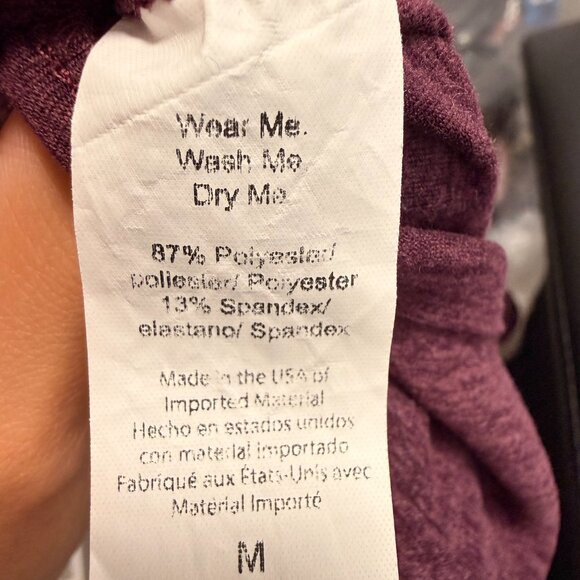 Wear Me.
Wash Me.
Dry Me.
87% Polyester/
poliester/ Polyester
13% Spandex/
elastano/ Spandex
Made in the USA of
Imported Material
Hecho en estados unidos
con material importado
Fabriqué aux États-Unis avec
Material Importé
M